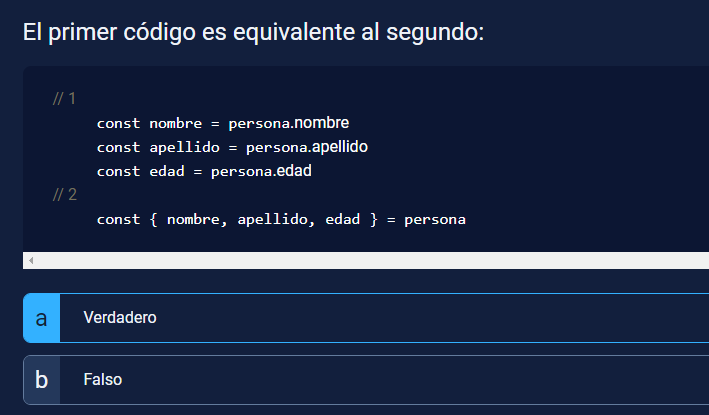 El primer código es equivalente al segundo:
// 1
const nombre = persona.nombre
const apellido = persona.apellido
const edad = persona.edad
// 2
const { nombre, apellido, edad } = persona
a Verdadero
b Falso